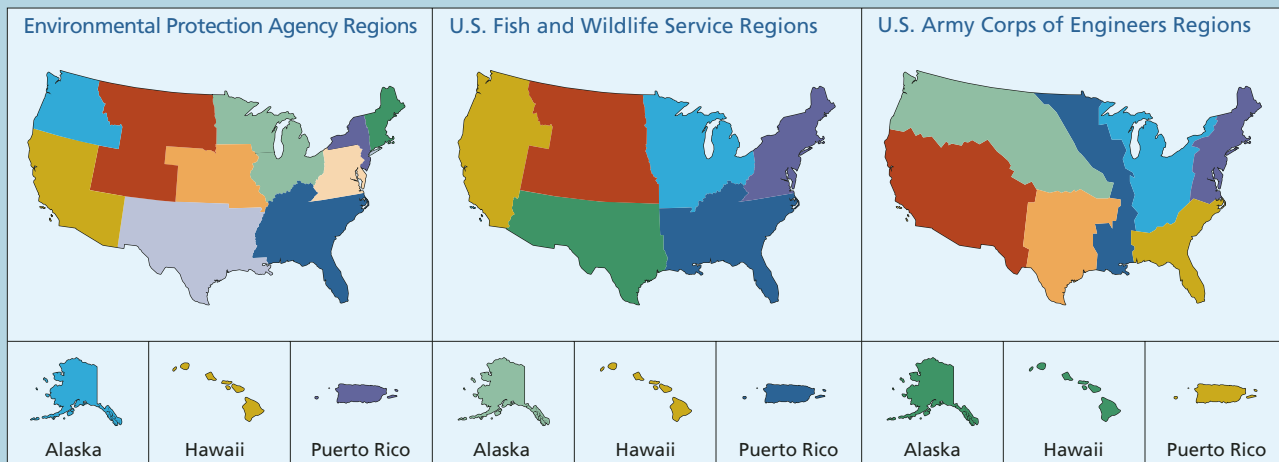 Environmental Protection Agency Regions
U.S. Fish and Wildlife Service Regions
U.S. Army Corps of Engineers Regions
Alaska
Hawaii
Puerto Rico
Alaska
Hawaii
Puerto Rico
Alaska
Hawaii
Puerto Rico